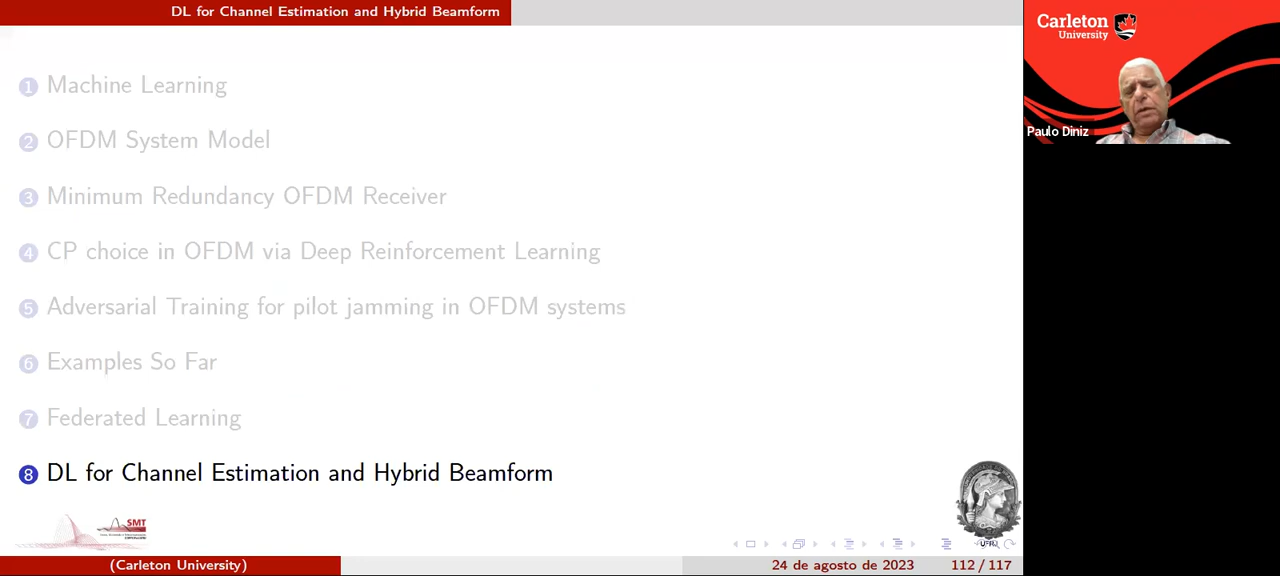 DL for Channel Estimation and Hybrid Beamform
1 Machine Learning
2 OFDM System Model
3 Minimum Redundancy OFDM Receiver
4 CP choice in OFDM via Deep Reinforcement Learning
5 Adversarial Training for pilot jamming in OFDM systems
6 Examples So Far
7 Federated Learning
8 DL for Channel Estimation and Hybrid Beamform
SMT
UFRJ
(Carleton University)
24 de agosto de 2023
112 / 117
Carleton
University
Paulo Diniz